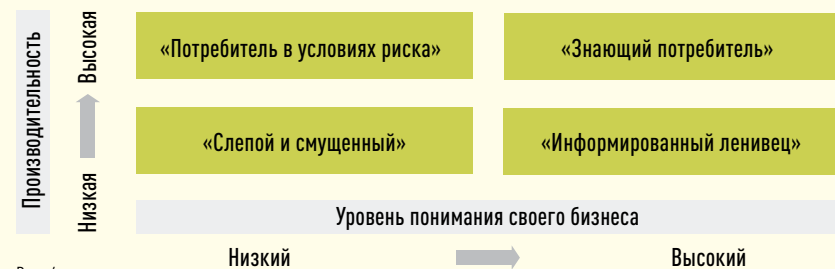 Производительность
Высокая
Низкая
«Потребитель в условиях риска»
«Знающий потребитель»
«Слепой и смущенный»
«Информированный ленивец»
Уровень понимания своего бизнеса
Низкий
Высокий